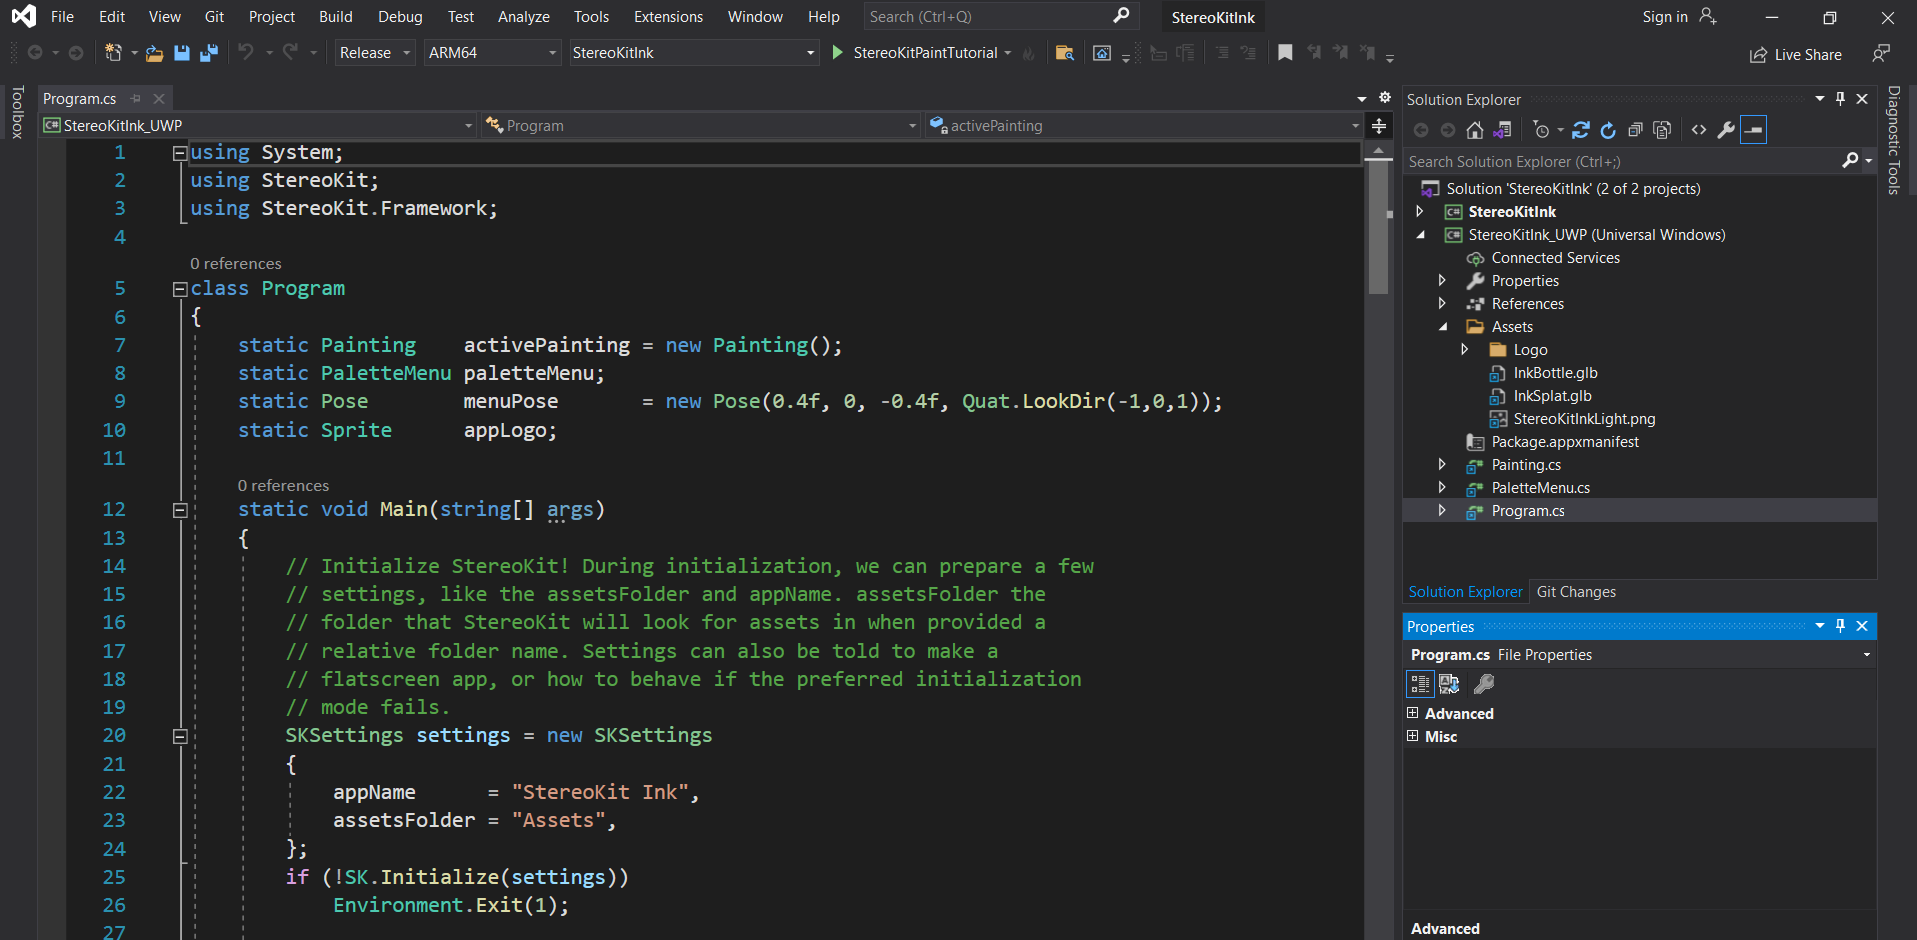 File Edit View Git Project Build Debug Test Analyze Tools Extensions Window Help Search (Ctrl+Q) StereoKitInk Sign in
Release ARM64 StereoKitInk StereoKitPaintTutorial Live Share
Toolbox
Program.cs
StereoKitInk_UWP Program activePainting
1 using System;
2 using StereoKit;
3 using StereoKit.Framework;
4
0 references
5 class Program
6 {
7 static Painting activePainting = new Painting();
8 static PaletteMenu paletteMenu;
9 static Pose menuPose = new Pose(0.4f, 0, -0.4f, Quat.LookDir(-1,0,1));
10 static Sprite appLogo;
11
0 references
12 static void Main(string[] args)
13 {
14 // Initialize StereoKit! During initialization, we can prepare a few
15 // settings, like the assetsFolder and appName. assetsFolder the
16 // folder that StereoKit will look for assets in when provided a
17 // relative folder name. Settings can also be told to make a
18 // flatscreen app, or how to behave if the preferred initialization
19 // mode fails.
20 SKSettings settings = new SKSettings
21 {
22 appName = "StereoKit Ink",
23 assetsFolder = "Assets",
24 };
25 if (!SK.Initialize(settings))
26 Environment.Exit(1);
27
Solution Explorer
Search Solution Explorer (Ctrl+;)
Solution 'StereoKitInk' (2 of 2 projects)
C# StereoKitInk
C# StereoKitInk_UWP (Universal Windows)
Connected Services
Properties
References
Assets
Logo
InkBottle.glb
InkSplat.glb
StereoKitInkLight.png
Package.appxmanifest
Painting.cs
PaletteMenu.cs
Program.cs
Solution Explorer Git Changes
Properties
Program.cs File Properties
Advanced
Misc
Advanced
Diagnostic Tools